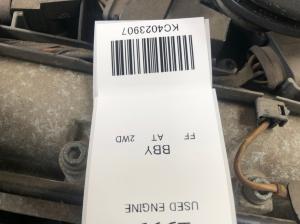 USED ENGINE
BBY
FF AT 2WD
KC4023907